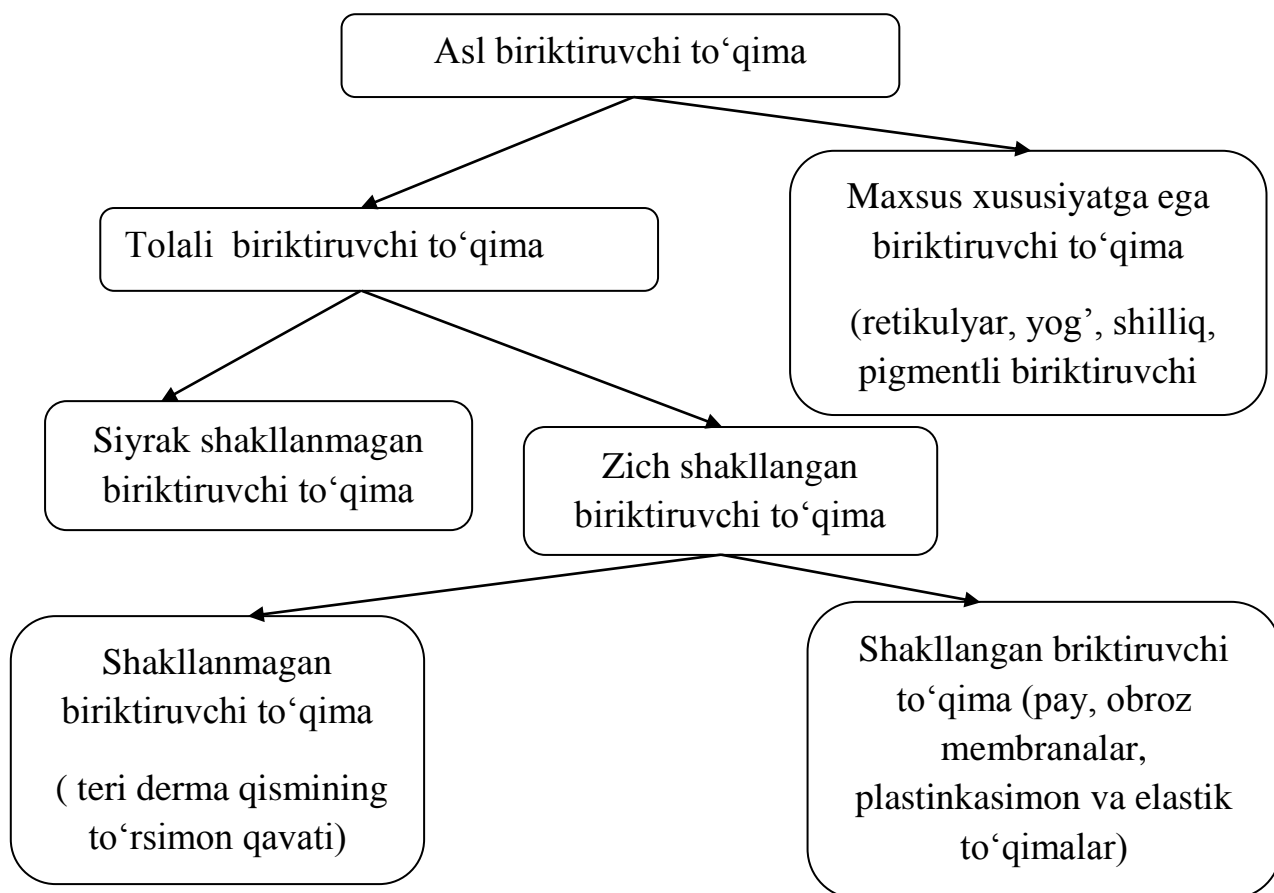 Asl biriktiruvchi to‘qima
Tolali biriktiruvchi to‘qima
Maxsus xususiyatga ega
biriktiruvchi to‘qima
(retikulyar, yog’, shilliq,
pigmentli biriktiruvchi
Siyrak shakllanmagan
biriktiruvchi to‘qima
Zich shakllangan
biriktiruvchi to‘qima
Shakllanmagan
biriktiruvchi to‘qima
( teri derma qismining
to‘rsimon qavati)
Shakllangan briktiruvchi
to‘qima (pay, obroz
membranalar,
plastinkasimon va elastik
to‘qimalar)